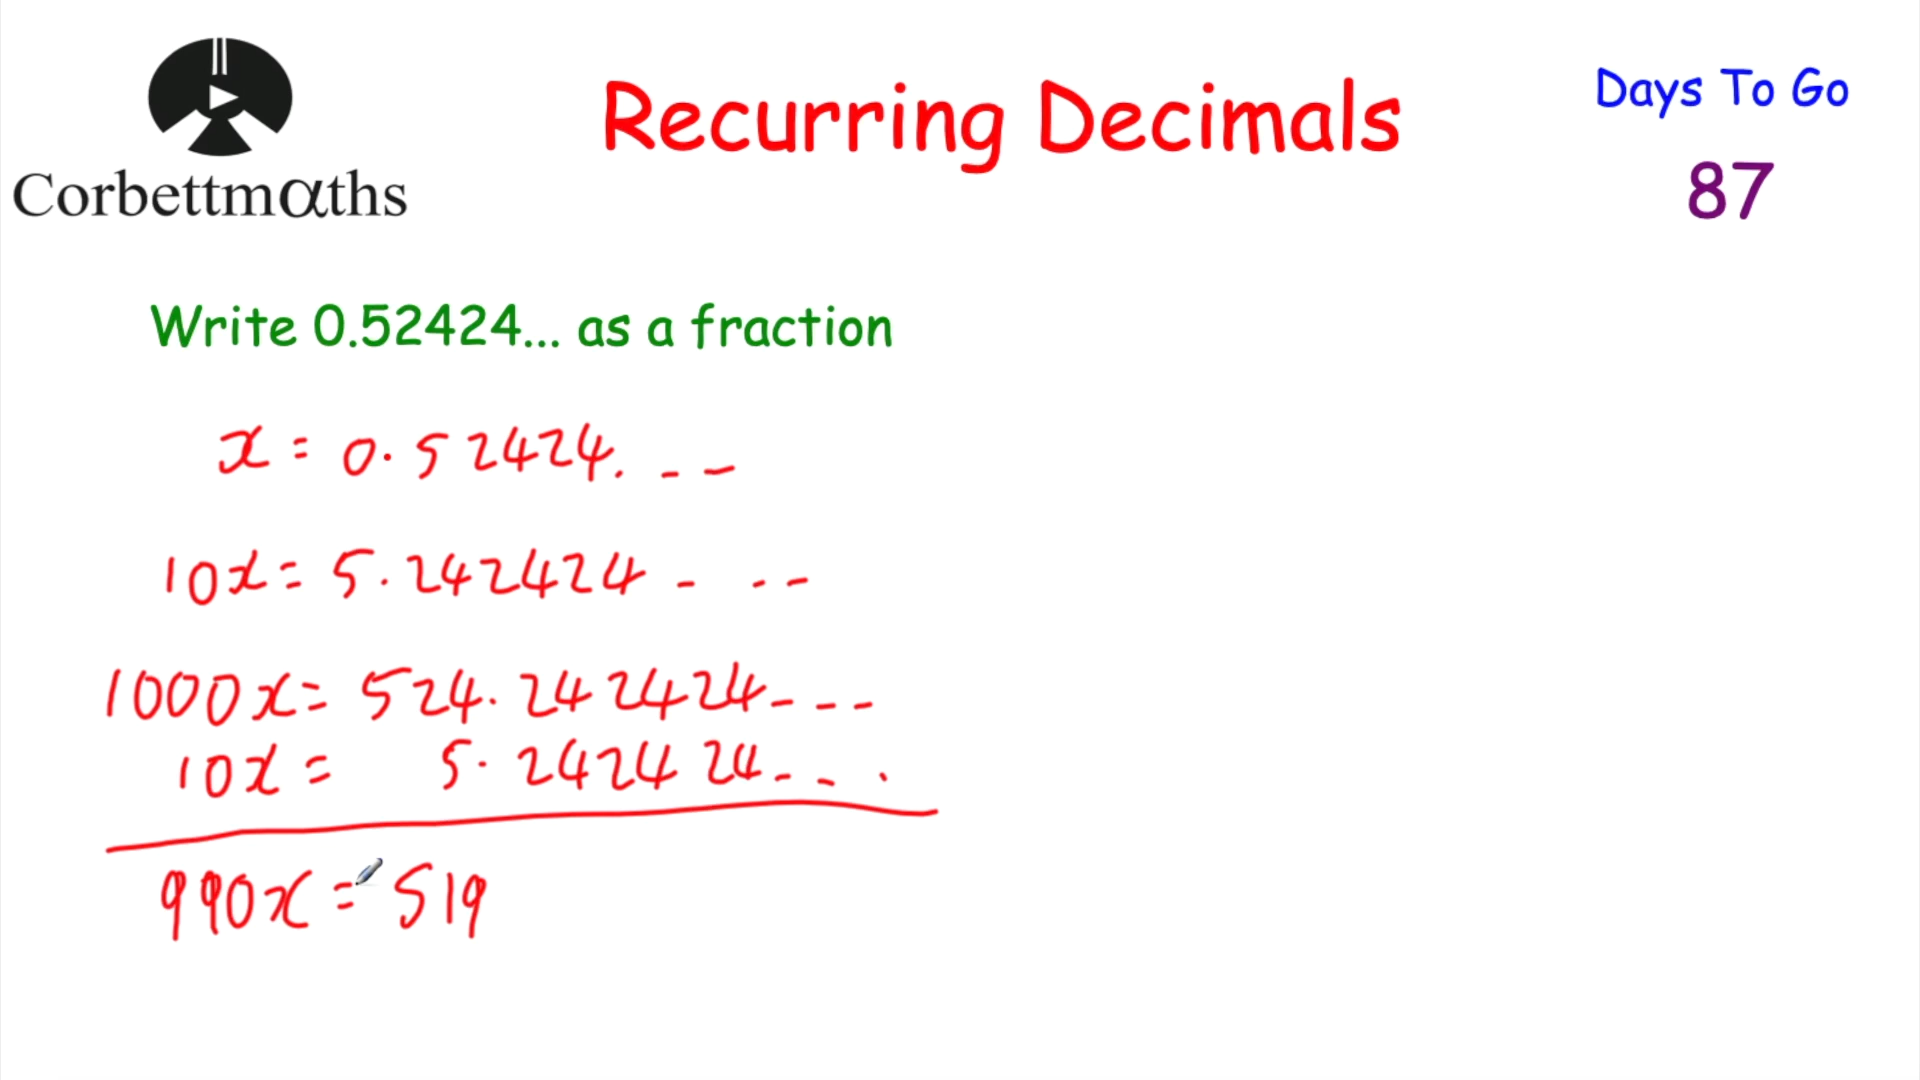 Corbettmαths
Recurring Decimals
Days To Go
87
Write 0.52424... as a fraction
x = 0.52424. - -
10x = 5.242424 - - -
1000x = 524.242424 - - -
10x = 5.242424 - - .
990x = 519